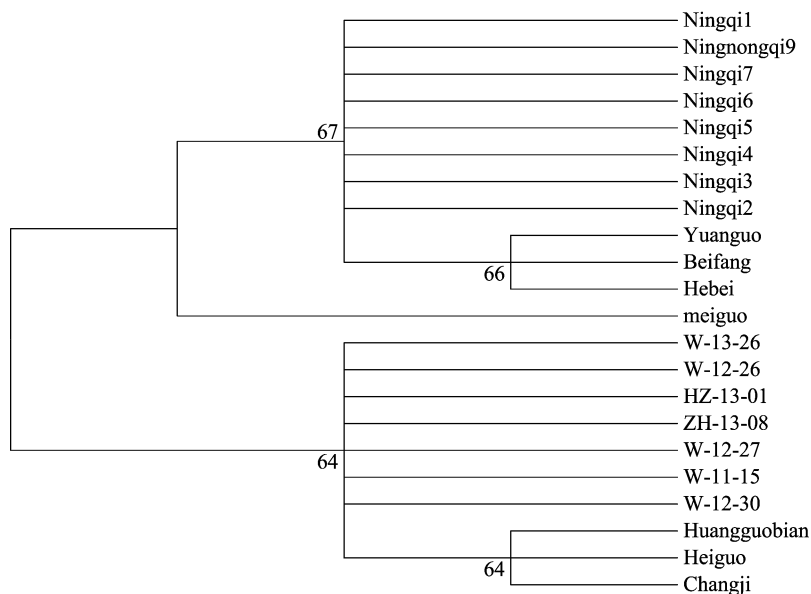 Ningqi1
Ningnongqi9
Ningqi7
Ningqi6
67
Ningqi5
Ningqi4
Ningqi3
Ningqi2
Yuanguo
Beifang
66
Hebei
meiguo
W-13-26
W-12-26
HZ-13-01
ZH-13-08
W-12-27
64
W-11-15
W-12-30
Huangguobian
Heiguo
64
Changji